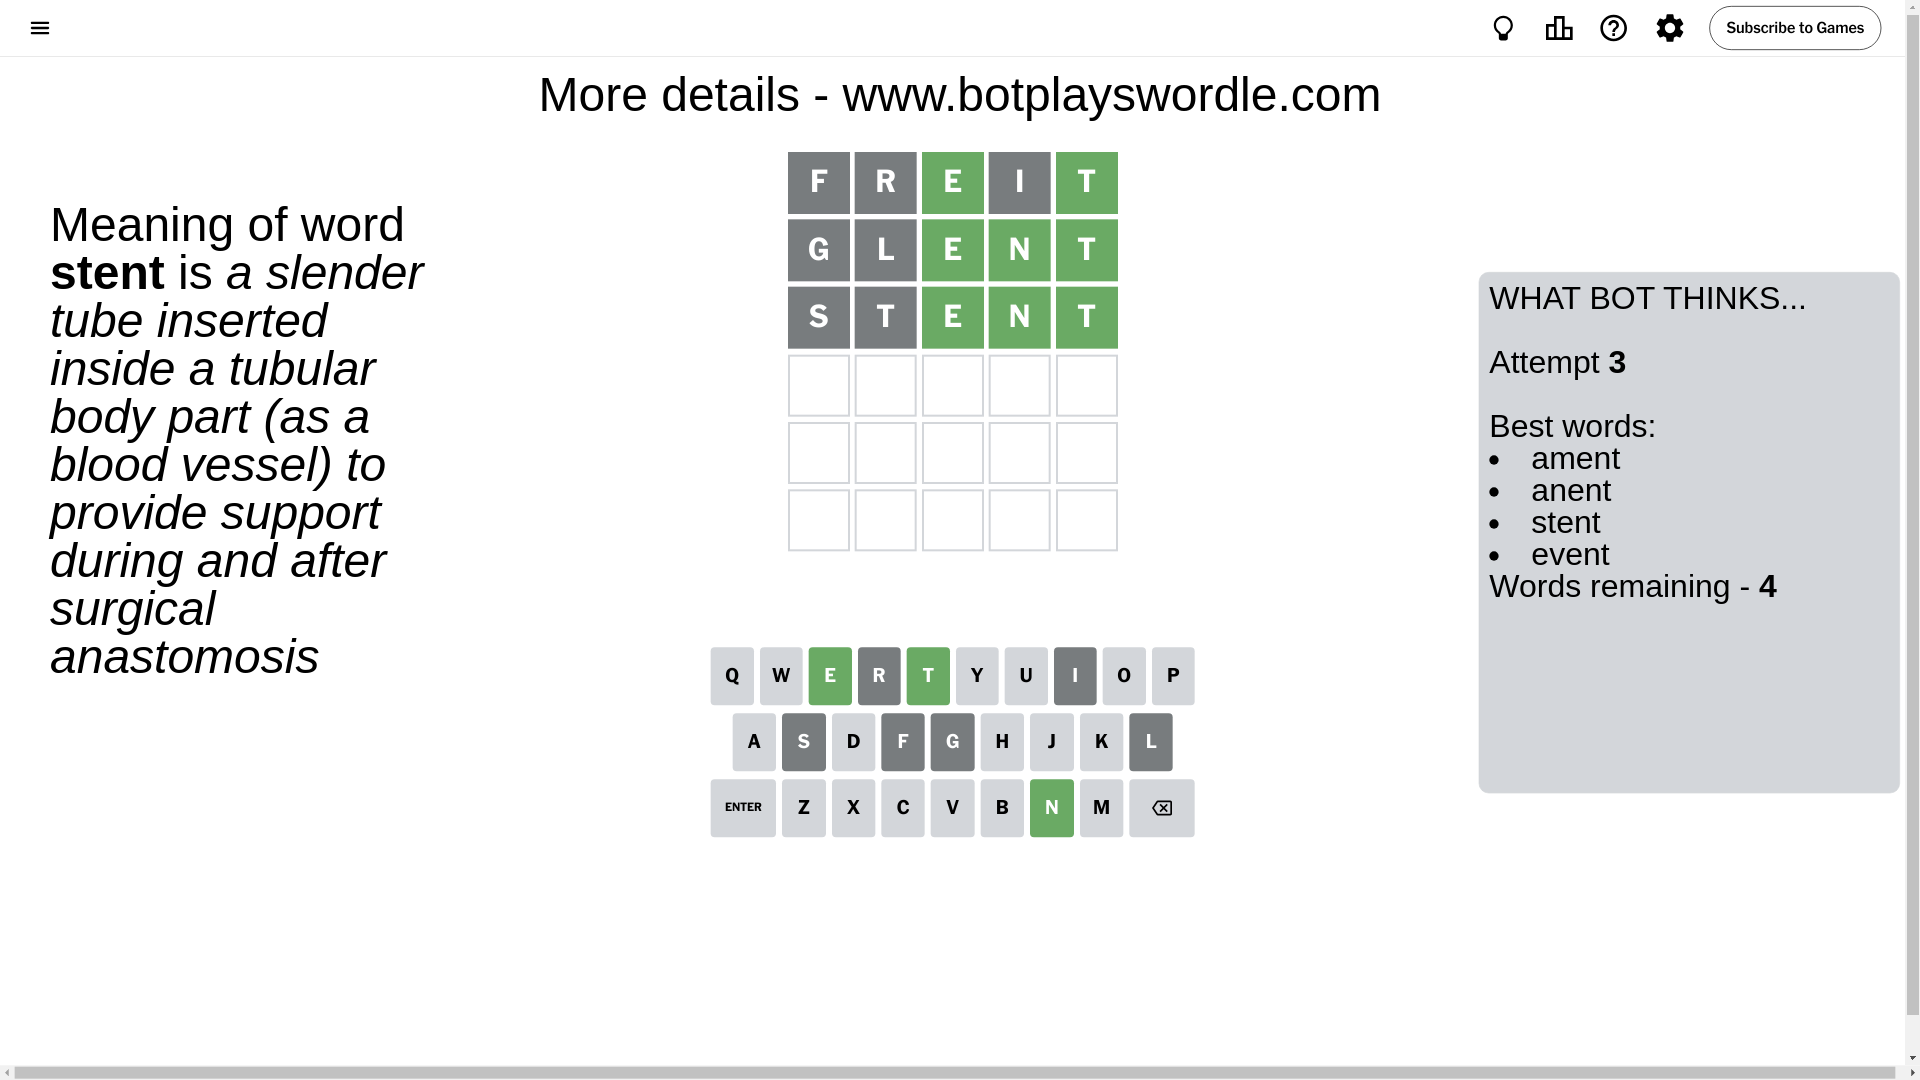 Subscribe to Games
More details - www.botplayswordle.com
Meaning of word
stent is a slender
tube inserted
inside a tubular
body part (as a
blood vessel) to
provide support
during and after
surgical
anastomosis
F R E I T
G L E N T
S T E N T
Q W E R T Y U I O P
A S D F G H J K L
ENTER Z X C V B N M
WHAT BOT THINKS...
Attempt 3
Best words:
• ament
• anent
• stent
• event
Words remaining - 4